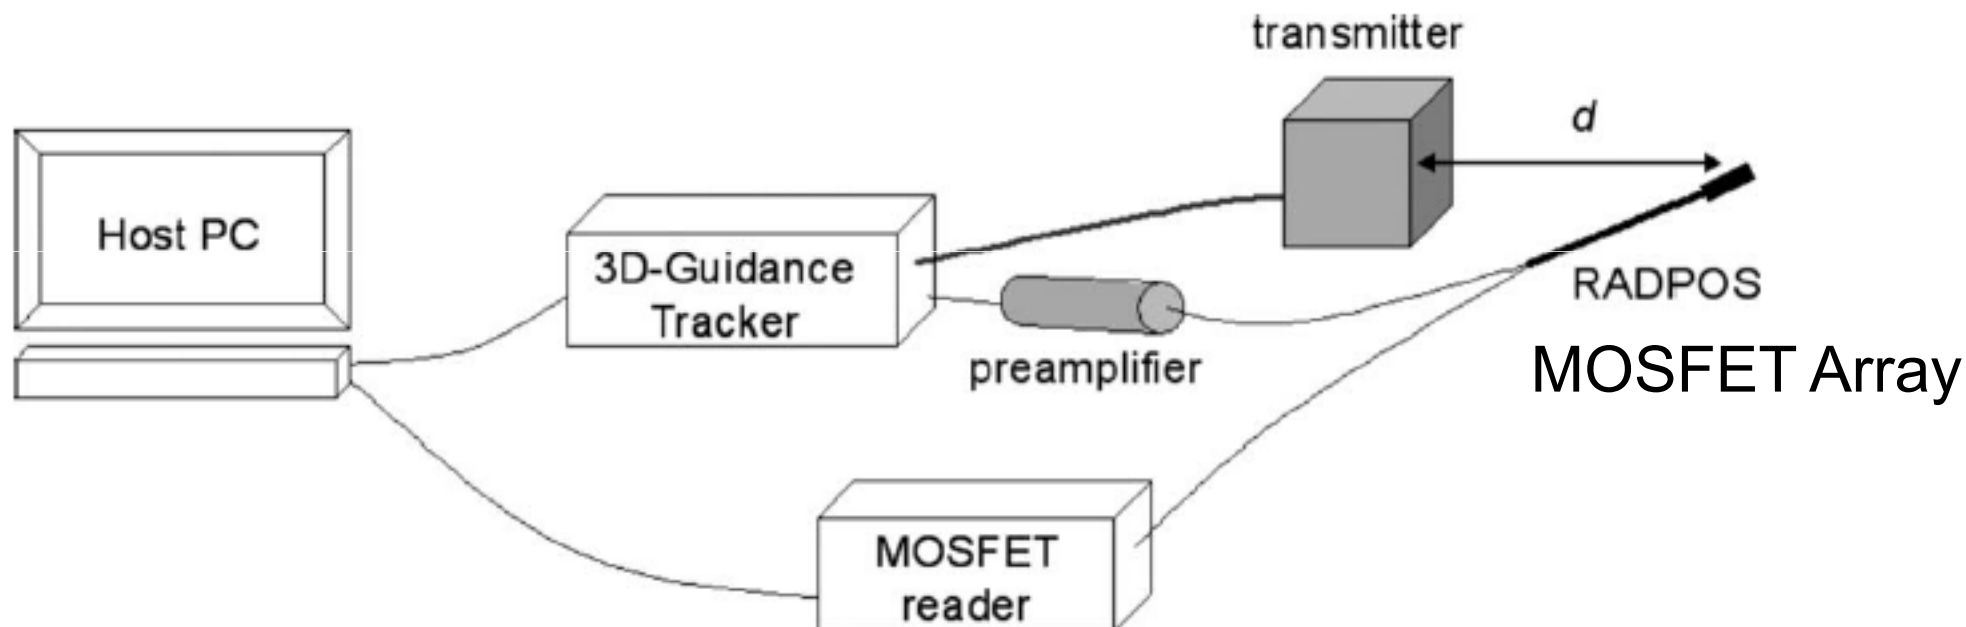 transmitter
d
Host PC
3D-Guidance
Tracker
preamplifier
RADPOS
MOSFET Array
MOSFET
reader